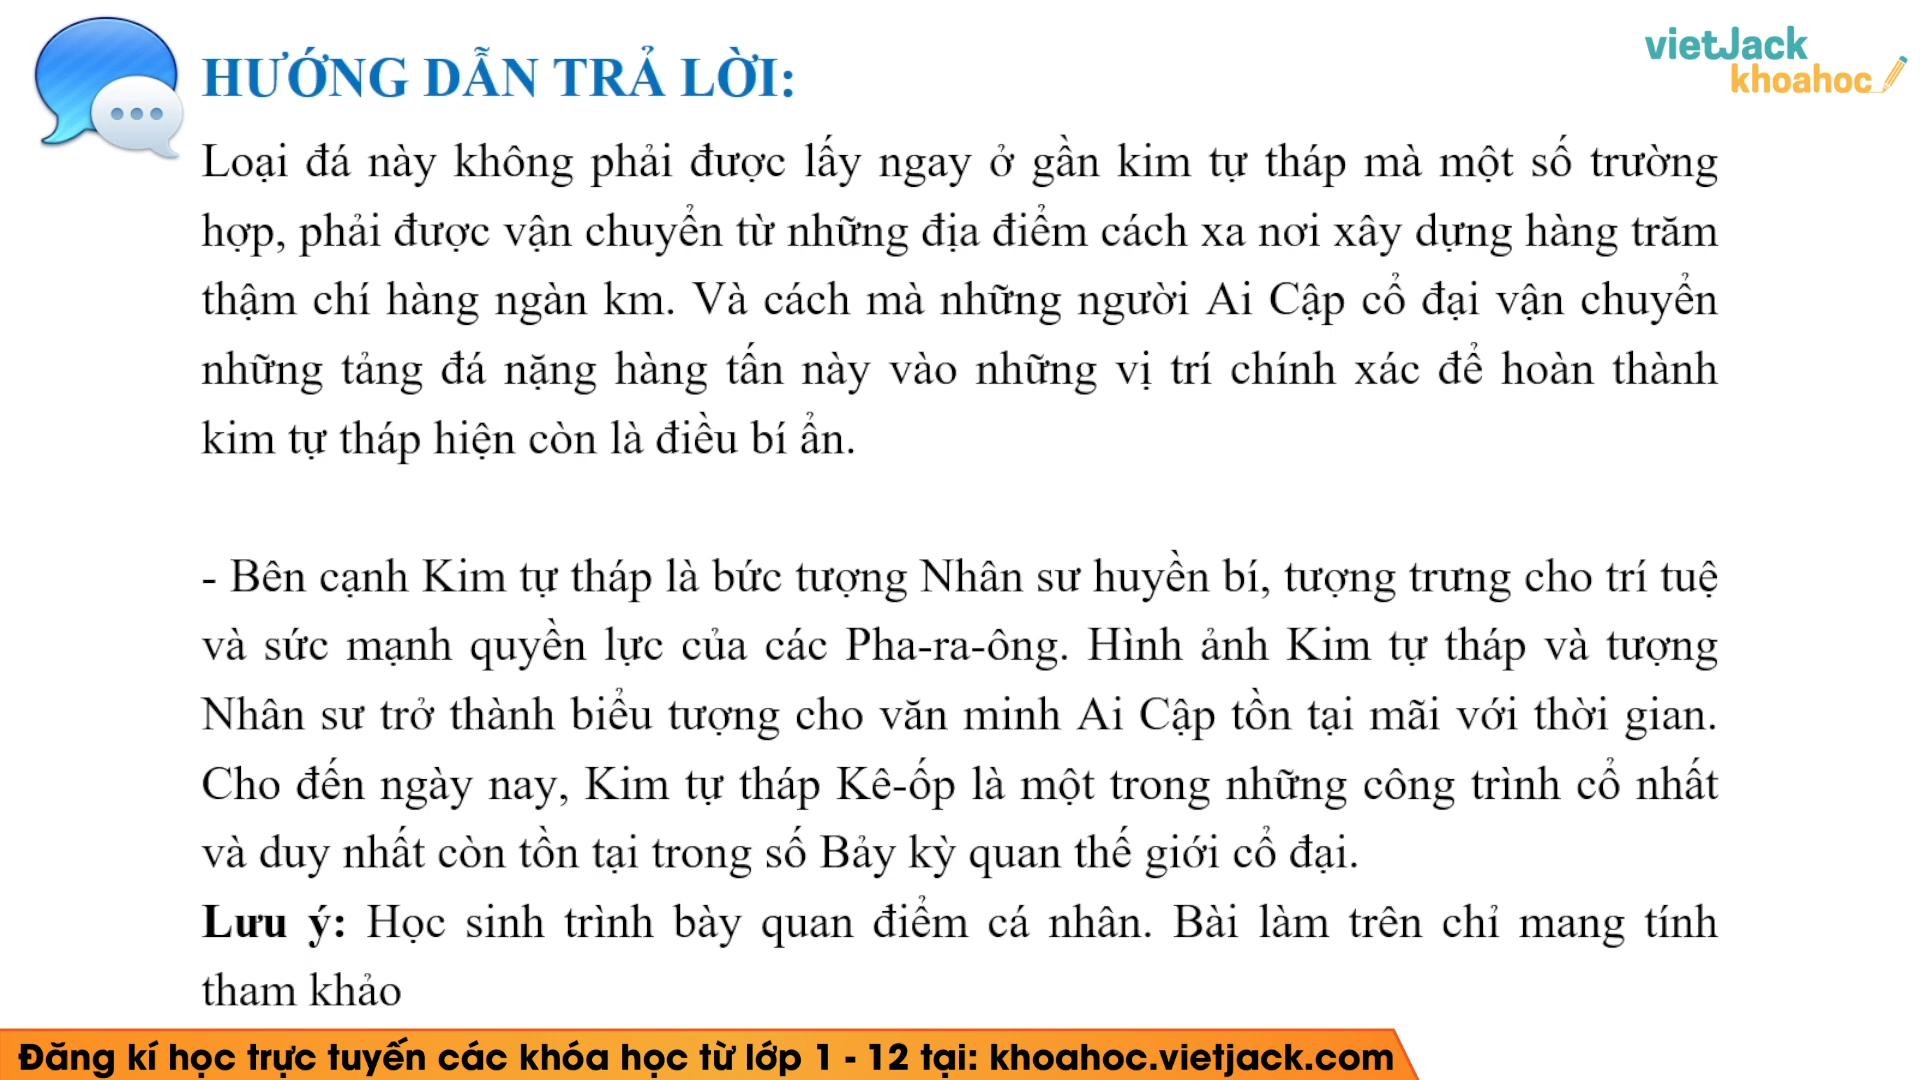 HƯỚNG DẪN TRẢ LỜI:
vietJack
khoahoc
Loại đá này không phải được lấy ngay ở gần kim tự tháp mà một số trường
hợp, phải được vận chuyển từ những địa điểm cách xa nơi xây dựng hàng trăm
thậm chí hàng ngàn km. Và cách mà những người Ai Cập cổ đại vận chuyển
những tảng đá nặng hàng tấn này vào những vị trí chính xác để hoàn thành
kim tự tháp hiện còn là điều bí ẩn.
- Bên cạnh Kim tự tháp là bức tượng Nhân sư huyền bí, tượng trưng cho trí tuệ
và sức mạnh quyền lực của các Pha-ra-ông. Hình ảnh Kim tự tháp và tượng
Nhân sư trở thành biểu tượng cho văn minh Ai Cập tồn tại mãi với thời gian.
Cho đến ngày nay, Kim tự tháp Kê-ốp là một trong những công trình cổ nhất
và duy nhất còn tồn tại trong số Bảy kỳ quan thế giới cổ đại.
Lưu ý: Học sinh trình bày quan điểm cá nhân. Bài làm trên chỉ mang tính
tham khảo
Đăng kí học trực tuyến các khóa học từ lớp 1 - 12 tại: khoahoc.vietjack.com